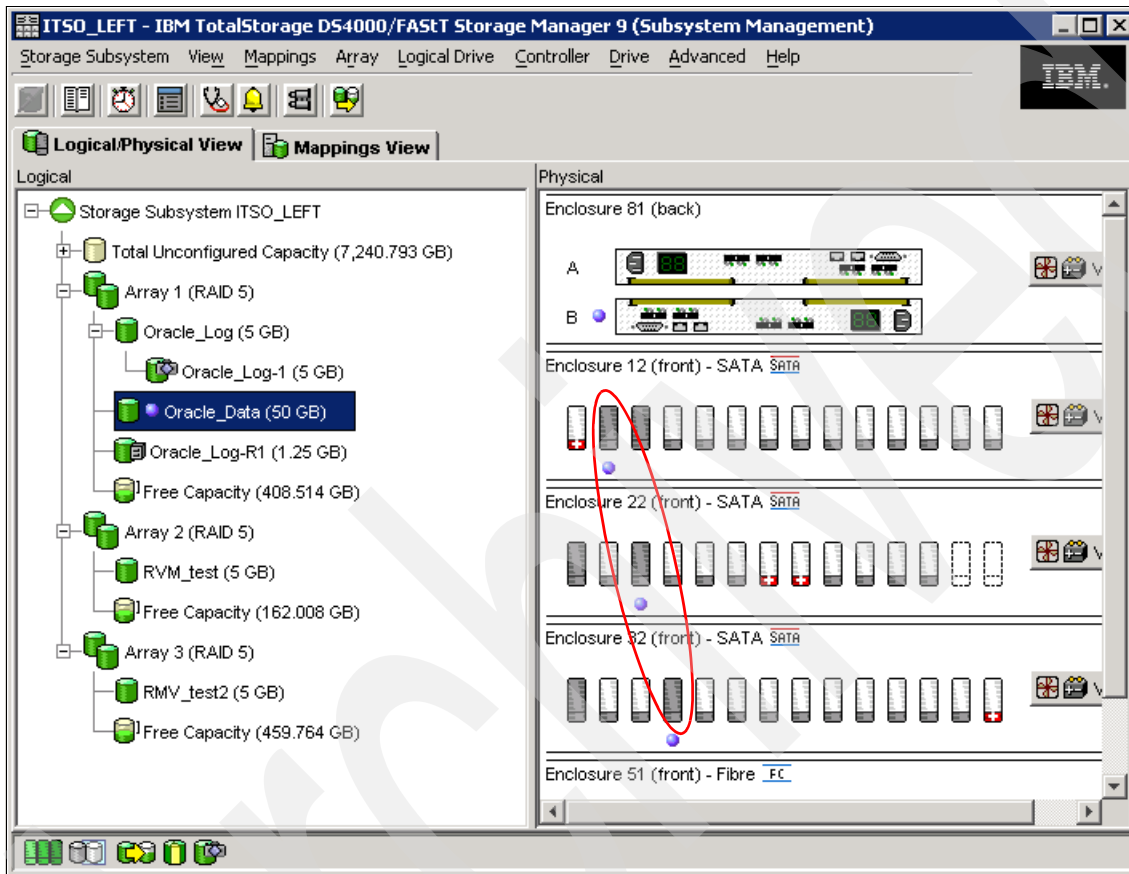 ITSO_LEFT - IBM TotalStorage DS4000/FAStT Storage Manager 9 (Subsystem Management)
Storage Subsystem View Mappings Array Logical Drive Controller Drive Advanced Help
IBM.
Logical/Physical View Mappings View
Logical
Storage Subsystem ITSO_LEFT
Total Unconfigured Capacity (7,240.793 GB)
Array 1 (RAID 5)
Oracle_Log (5 GB)
Oracle_Log-1 (5 GB)
Oracle_Data (50 GB)
Oracle_Log-R1 (1.25 GB)
Free Capacity (408.514 GB)
Array 2 (RAID 5)
RVM_test (5 GB)
Free Capacity (162.008 GB)
Array 3 (RAID 5)
RMV_test2 (5 GB)
Free Capacity (459.764 GB)
Physical
Enclosure 81 (back)
A
B
Enclosure 12 (front) - SATA SATA
Enclosure 22 (front) - SATA SATA
Enclosure 32 (front) - SATA SATA
Enclosure 51 (front) - Fibre FC